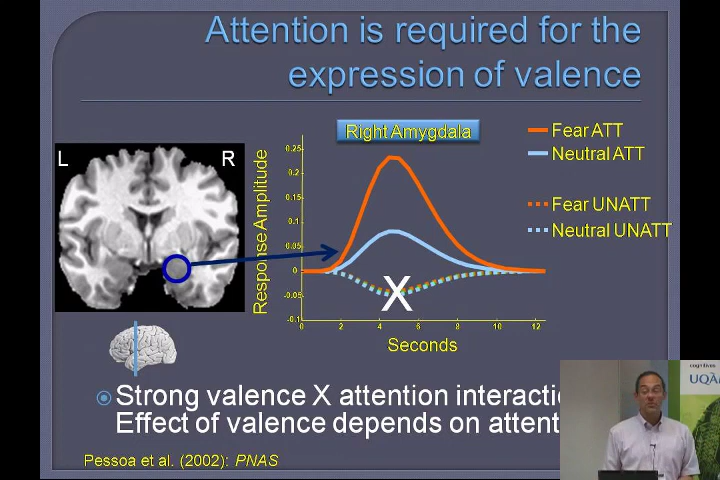 Attention is required for the
expression of valence
Right Amygdala
Fear ATT
Neutral ATT
Fear UNATT
Neutral UNATT
L
R
Response Amplitude
0.25
0.2
0.15
0.1
0.05
0
-0.05
-0.1
0
2
4
6
8
10
12
X
Seconds
Strong valence X attention interacti
Effect of valence depends on attent
Pessoa et al. (2002): PNAS
cognitives
UQÀ